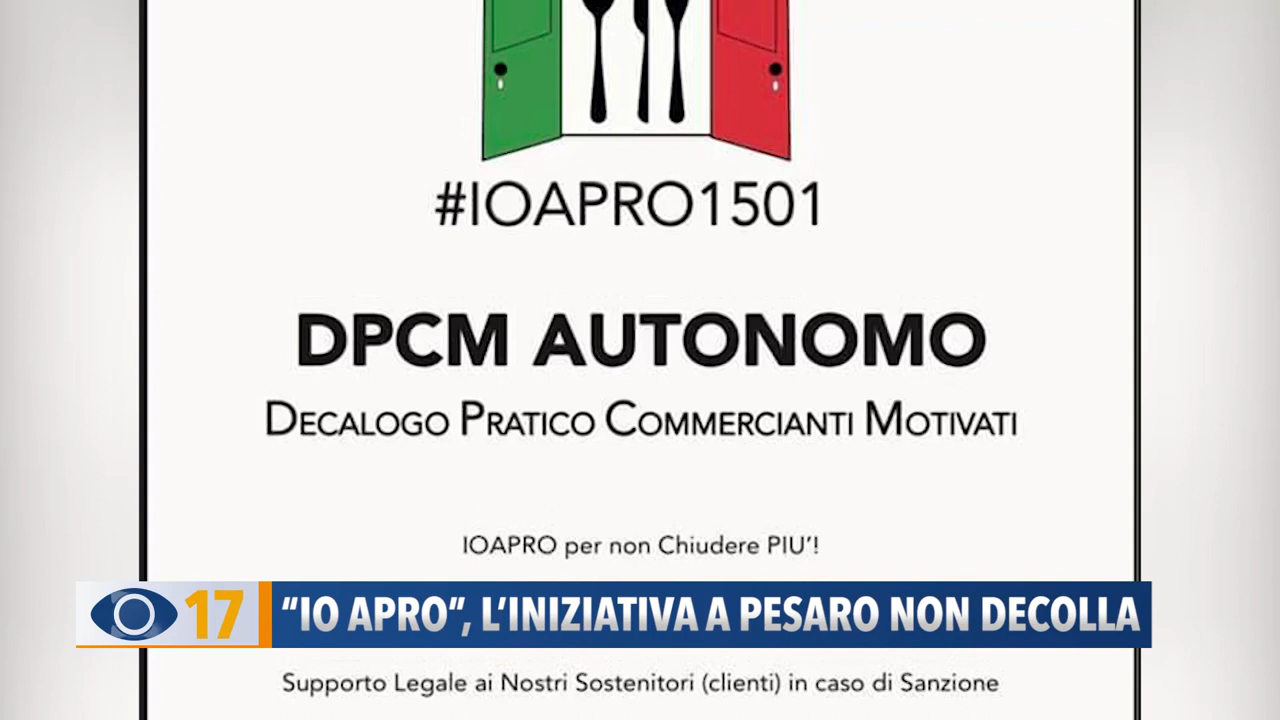 #IOAPRO1501
DPCM AUTONOMO
DECALOGO PRATICO COMMERCIANTI MOTIVATI
IOAPRO per non Chiudere PIU'!
17
“IO APRO”, L'INIZIATIVA A PESARO NON DECOLLA
Supporto Legale ai Nostri Sostenitori (clienti) in caso di Sanzione